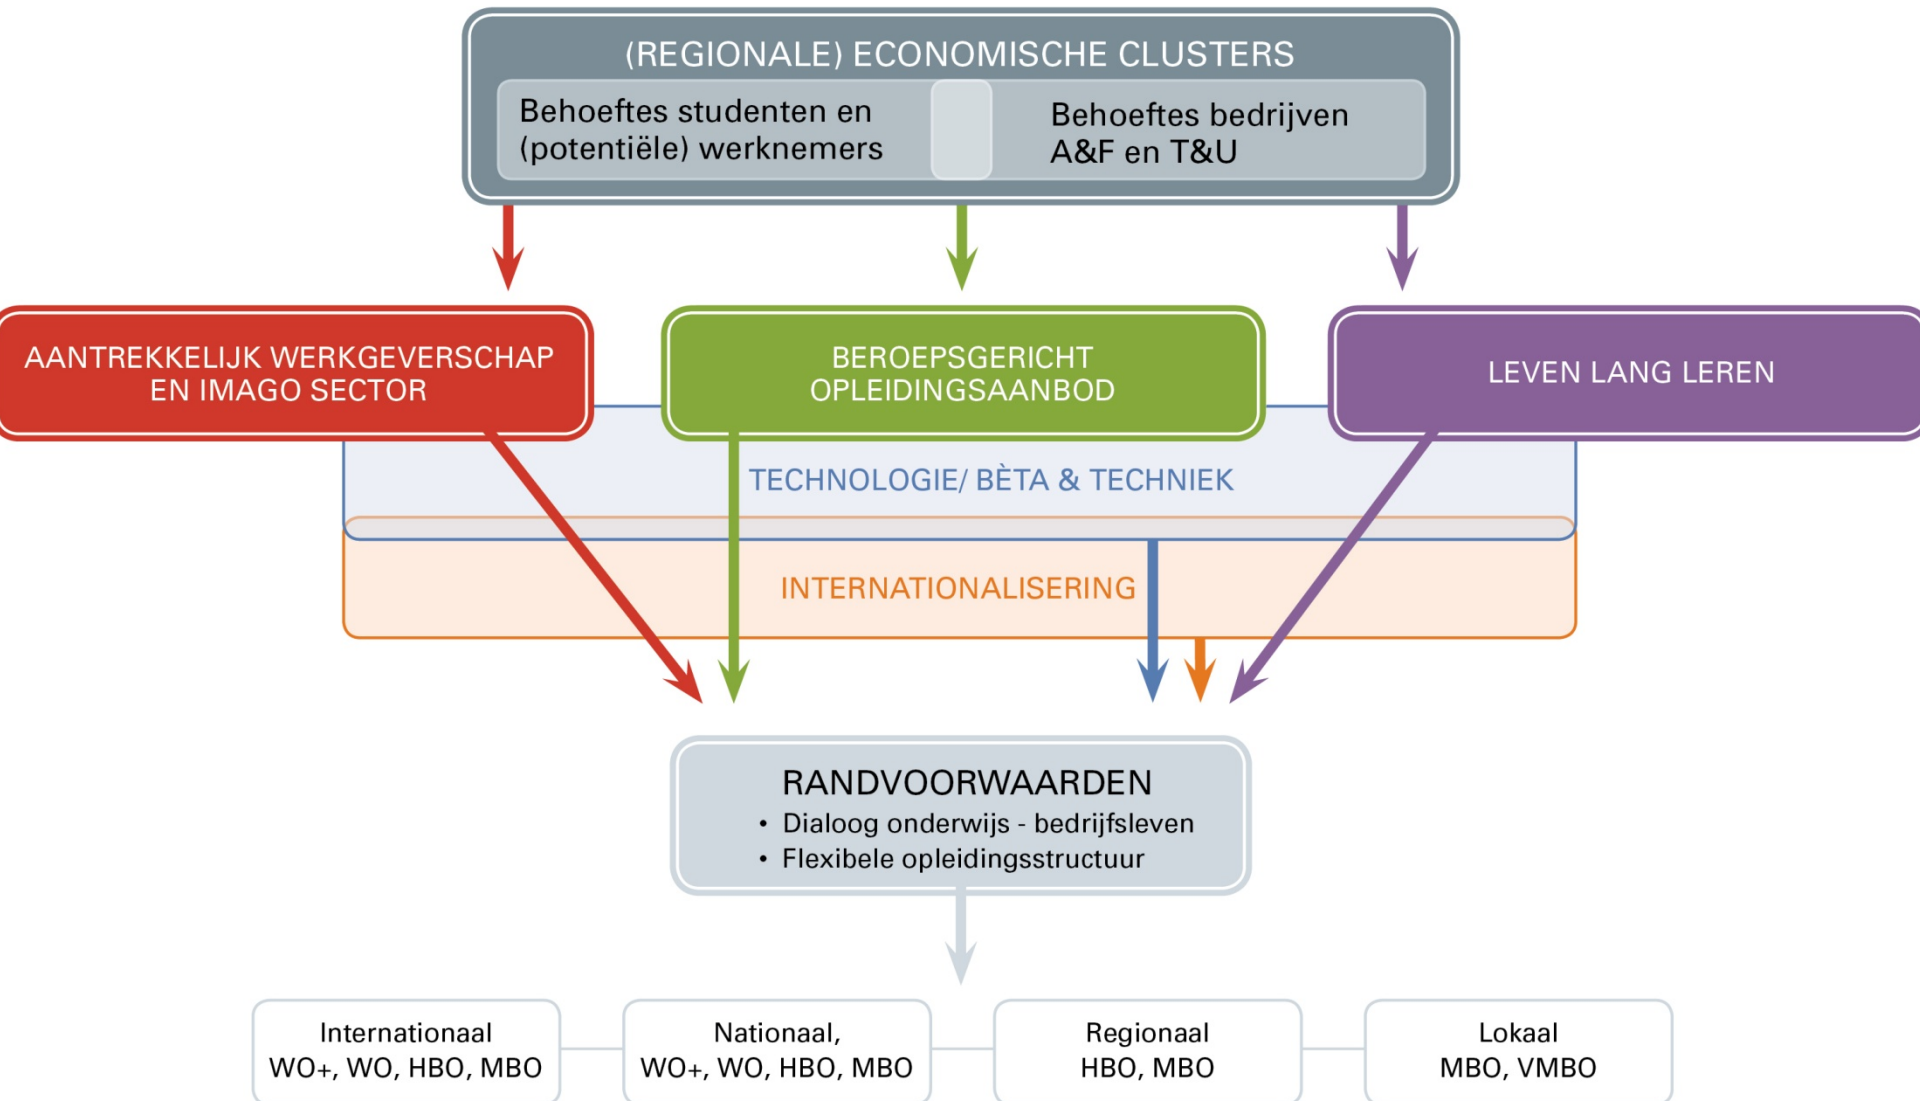 (REGIONALE) ECONOMISCHE CLUSTERS
Behoeftes studenten en
(potentiële) werknemers
Behoeftes bedrijven
A&F en T&U
AANTREKKELIJK WERKGEVERSCHAP
EN IMAGO SECTOR
BEROEPSGERICHT
OPLEIDINGSAANBOD
LEVEN LANG LEREN
TECHNOLOGIE/ BÈTA & TECHNIEK
INTERNATIONALISERING
RANDVOORWAARDEN
• Dialoog onderwijs - bedrijfsleven
• Flexibele opleidingsstructuur
Internationaal
WO+, WO, HBO, MBO
Nationaal,
WO+, WO, HBO, MBO
Regionaal
HBO, MBO
Lokaal
MBO, VMBO